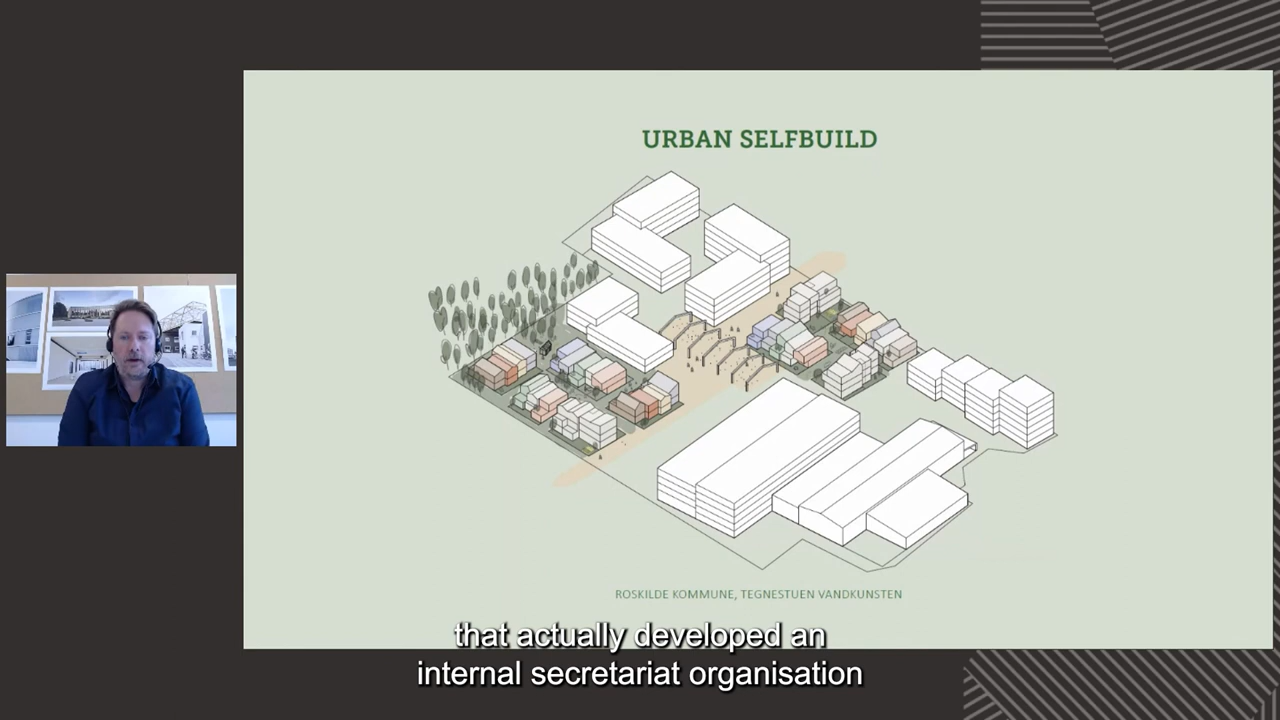 URBAN SELFBUILD
ROSKILDE KOMMUNE, TEGNESTUEN VANDKUNSTEN
that actually developed an
internal secretariat organisation